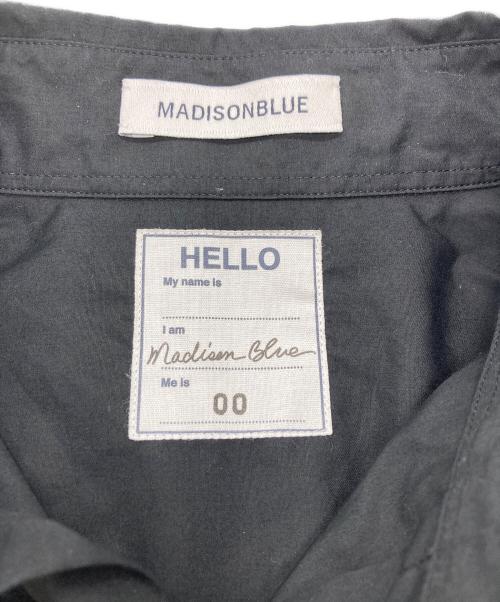 MADISONBLUE
HELLO
My name is
I am
Madison Blue
Me is
00